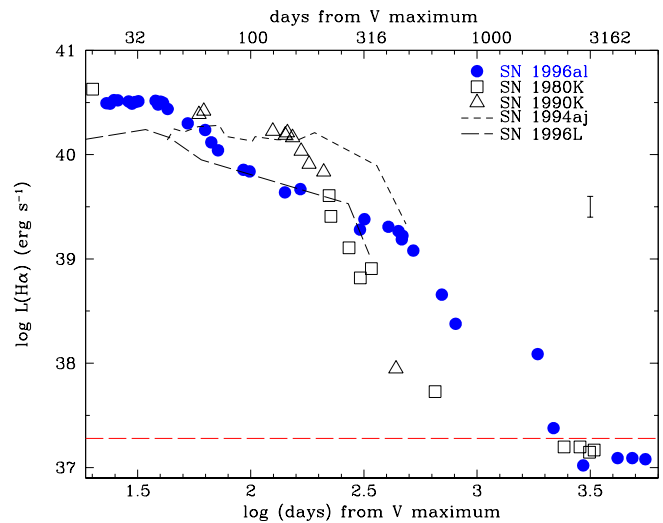 days from V maximum
32 100 316 1000 3162
41
40
39
38
37
log L(Hα) (erg s⁻¹)
SN 1996al
SN 1980K
SN 1990K
SN 1994aj
SN 1996L
1.5 2 2.5 3 3.5
log (days) from V maximum